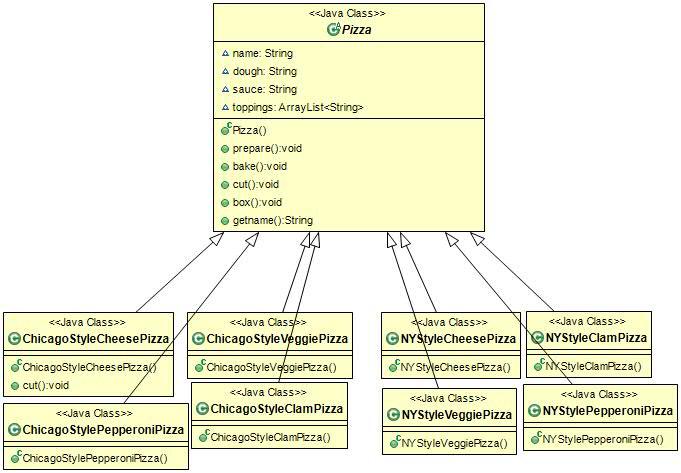 <<Java Class>>
Pizza
name: String
dough: String
sauce: String
toppings: ArrayList<String>
Pizza()
prepare():void
bake():void
cut():void
box():void
getname():String
<<Java Class>>
ChicagoStyleCheesePizza
ChicagoStyleCheesePizza()
cut():void
<<Java Class>>
ChicagoStyleVeggiePizza
ChicagoStyleVeggiePizza()
<<Java Class>>
NYStyleCheesePizza
NYStyleCheesePizza()
<<Java Class>>
NYStyleClamPizza
NYStyleClamPizza()
<<Java Class>>
ChicagoStylePepperoniPizza
ChicagoStylePepperoniPizza()
<<Java Class>>
ChicagoStyleClamPizza
ChicagoStyleClamPizza()
<<Java Class>>
NYStyleVeggiePizza
NYStyleVeggiePizza()
<<Java Class>>
NYStylePepperoniPizza
NYStylePepperoniPizza()